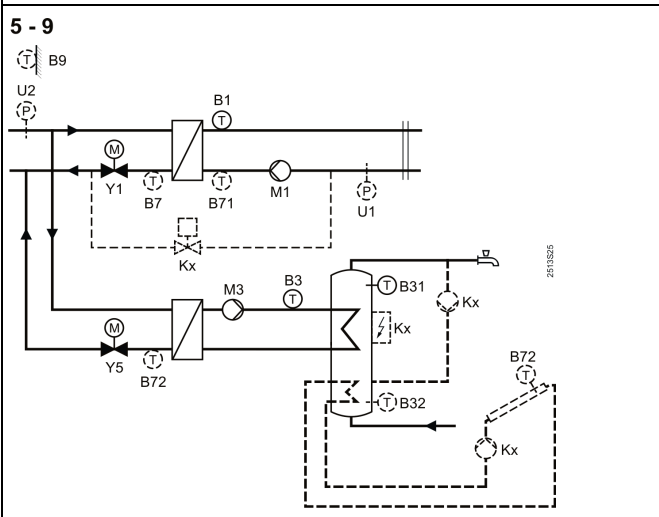 5 - 9
T B9
U2
P
B1
T
M
Y1
T
B7
T
B71
M1
P
U1
Kx
M3
B3
T
T B31
Kx
Kx
2513S25
M
Y5
T
B72
T B32
B72
T
Kx